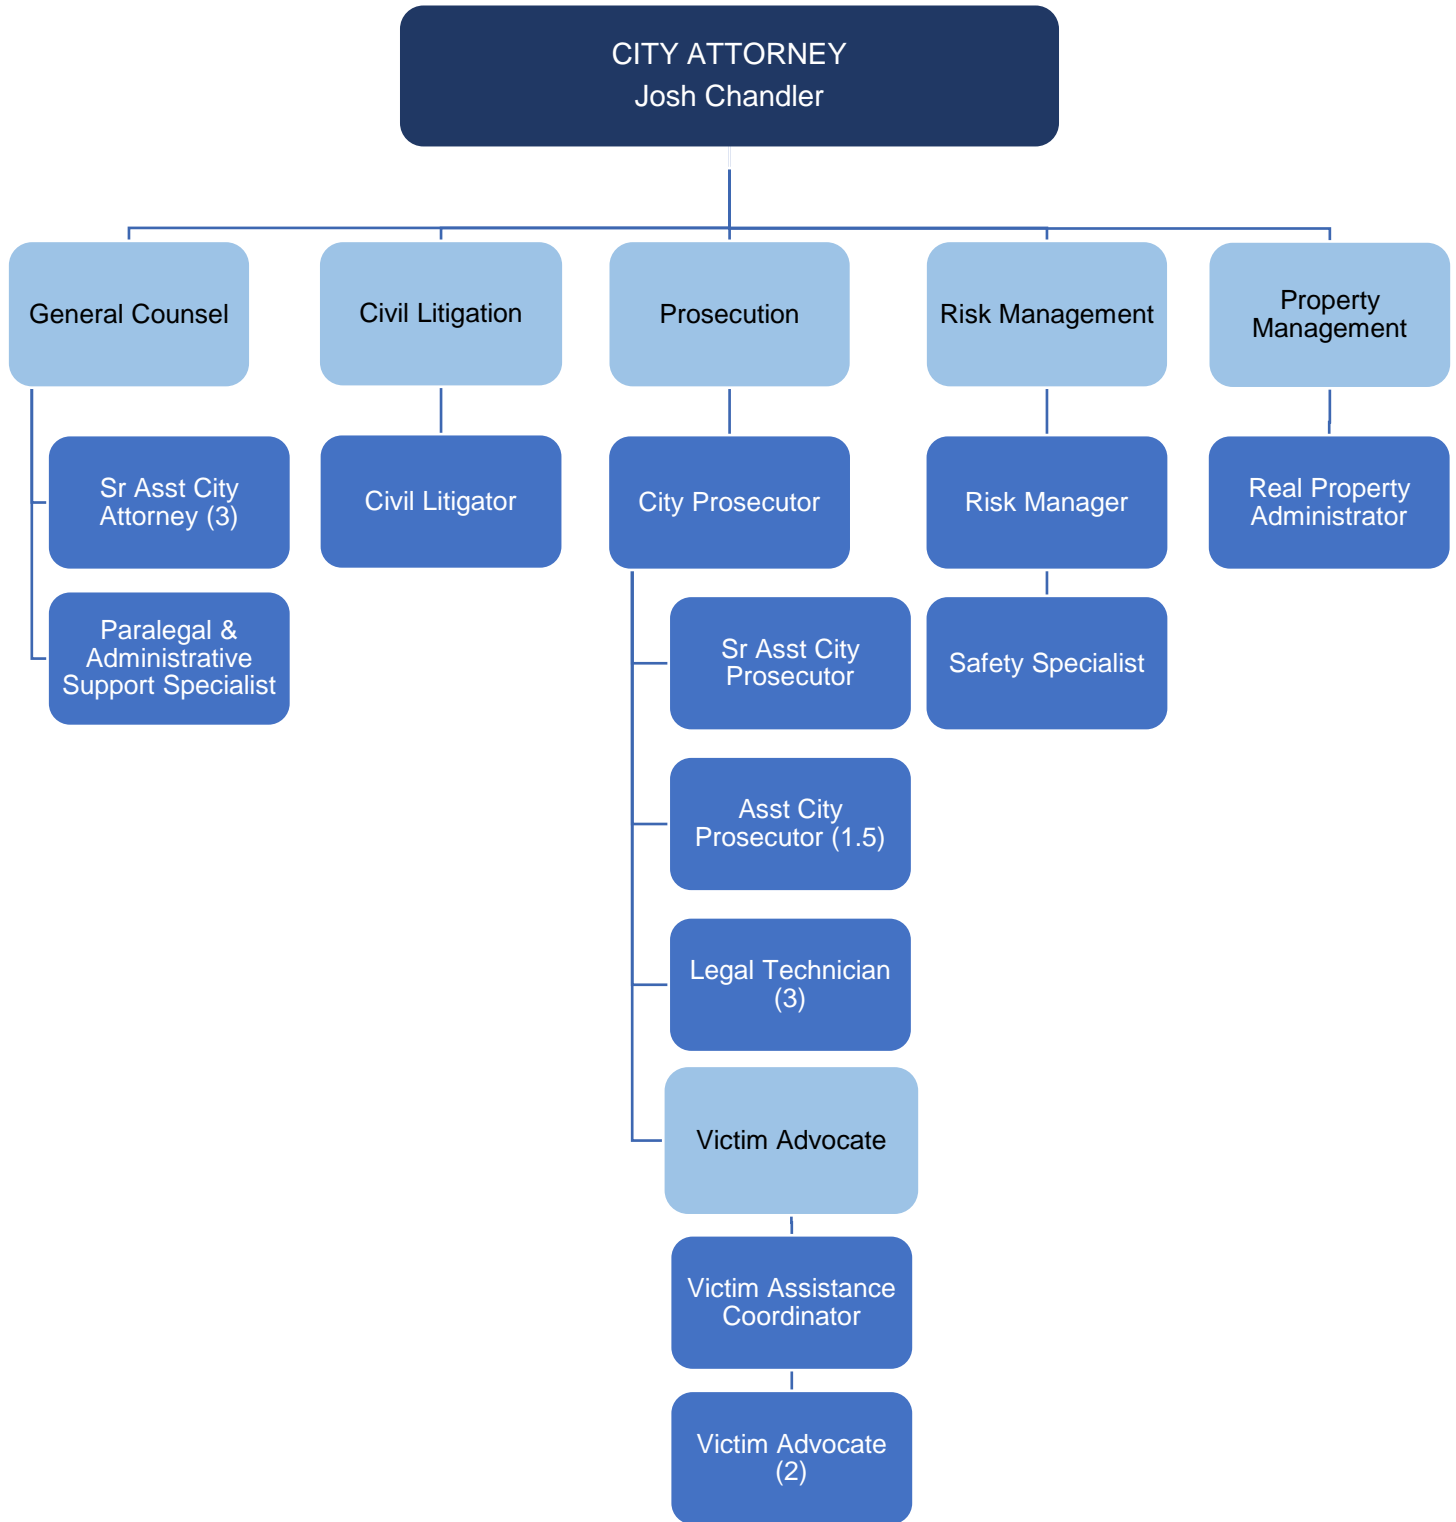 CITY ATTORNEY
Josh Chandler
General Counsel
Civil Litigation
Prosecution
Risk Management
Property
Management
Sr Asst City
Attorney (3)
Civil Litigator
City Prosecutor
Risk Manager
Real Property
Administrator
Paralegal &
Administrative
Support Specialist
Sr Asst City
Prosecutor
Safety Specialist
Asst City
Prosecutor (1.5)
Legal Technician
(3)
Victim Advocate
Victim Assistance
Coordinator
Victim Advocate
(2)